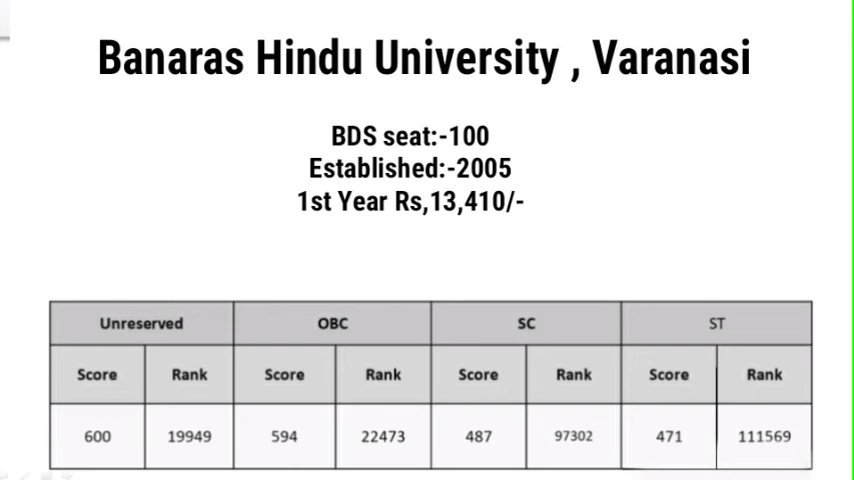 Banaras Hindu University , Varanasi
BDS seat:-100
Established:-2005
1st Year Rs,13,410/-
Unreserved OBC SC ST
Score Rank Score Rank Score Rank Score Rank
600 19949 594 22473 487 97302 471 111569